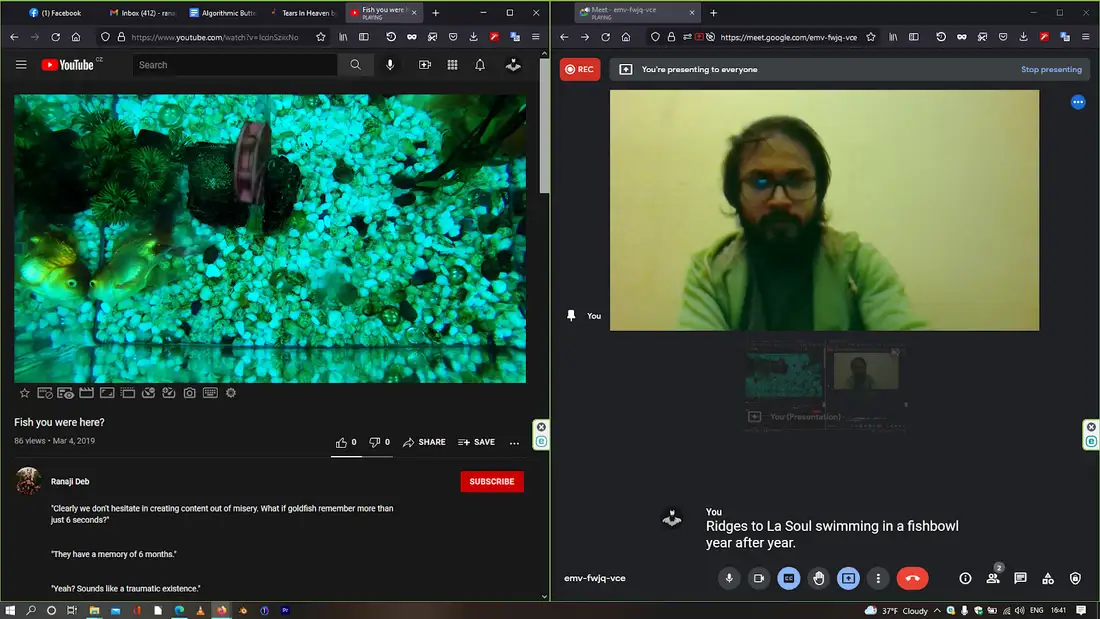 (1) Facebook
Inbox (412) - rana
Algorithmic Butt
Tears In Heaven b
Fish you were h
PLAYING
https://www.youtube.com/watch?v=
YouTube CZ
Search
Fish you were here?
86 views • Mar 4, 2019
0
0
SHARE
SAVE
Ranaji Deb
SUBSCRIBE
"Clearly we don't hesitate in creating content out of misery. What if goldfish remember more than
just 6 seconds?"
"They have a memory of 6 months."
"Yeah? Sounds like a traumatic existence."
Meet - emv-fwjq-vce
PLAYING
https://meet.google.com/emv-fwjq-vce
REC
You're presenting to everyone
Stop presenting
You
You (Presentation)
You
Ridges to La Soul swimming in a fishbowl
year after year.
emv-fwjq-vce
2
37°F Cloudy
ENG
16:41